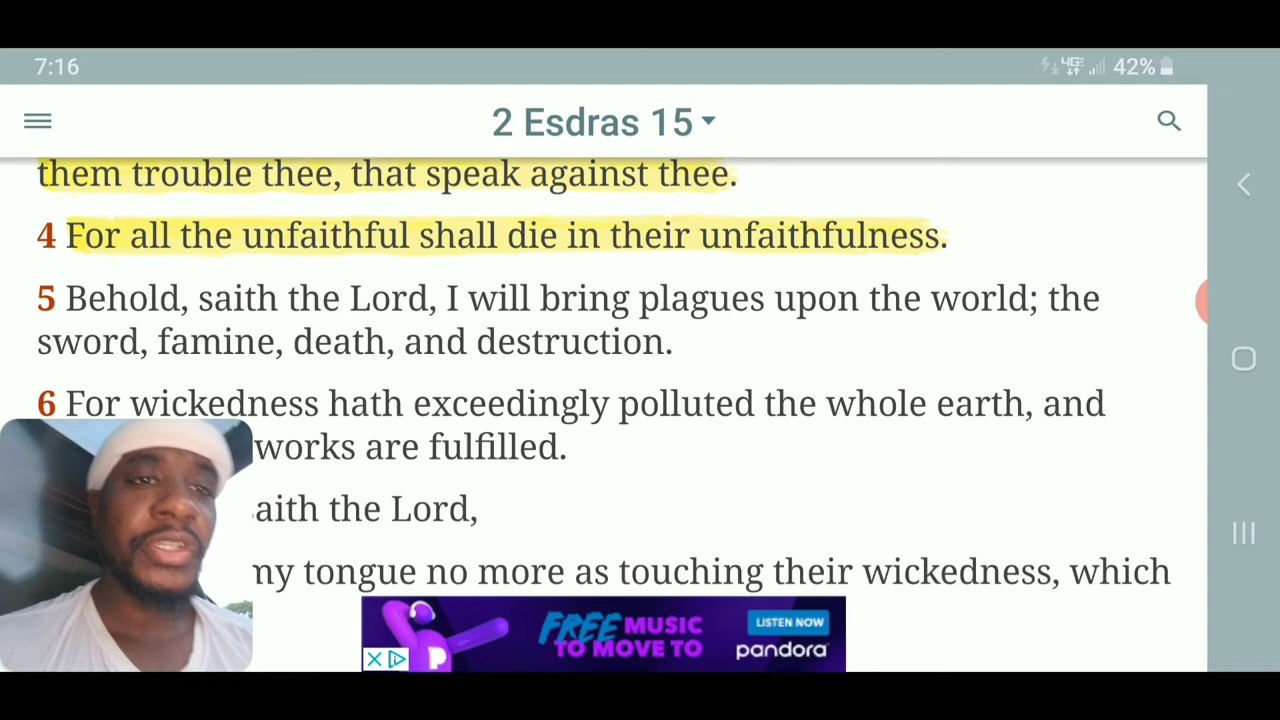 7:16
4G 42%
2 Esdras 15
them trouble thee, that speak against thee.
4 For all the unfaithful shall die in their unfaithfulness.
5 Behold, saith the Lord, I will bring plagues upon the world; the
sword, famine, death, and destruction.
6 For wickedness hath exceedingly polluted the whole earth, and
works are fulfilled.
aith the Lord,
my tongue no more as touching their wickedness, which
FREE MUSIC
TO MOVE TO
LISTEN NOW
pandora